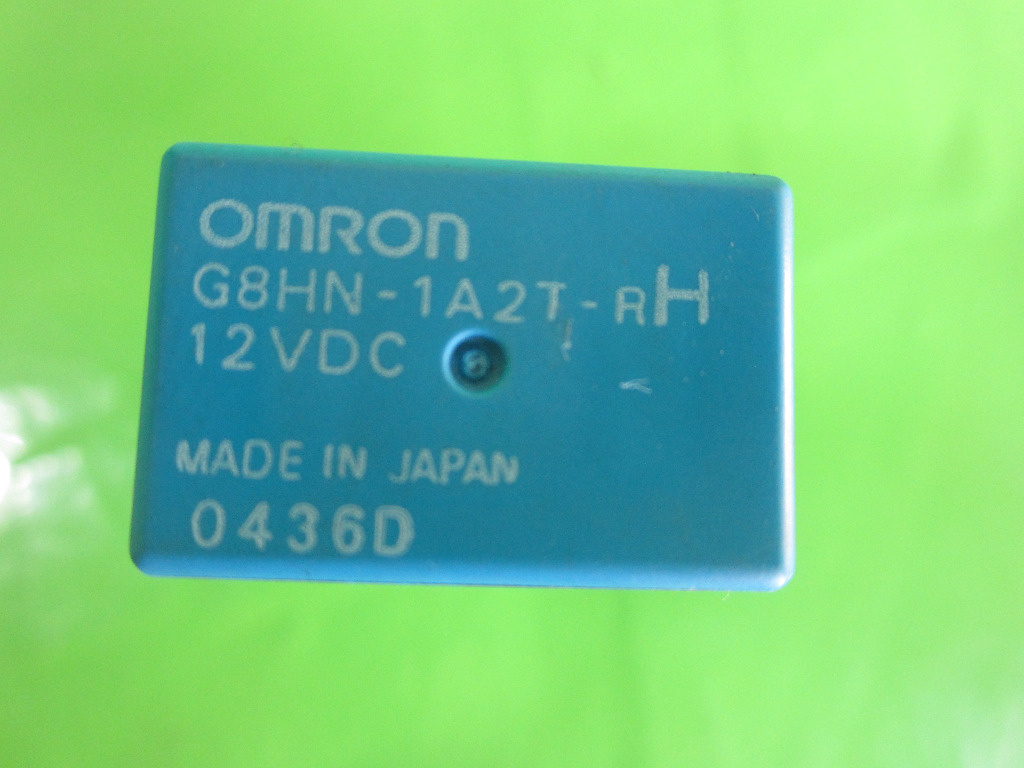 OMRON
G8HN-1A2T-RH
12VDC
MADE IN JAPAN
0436D